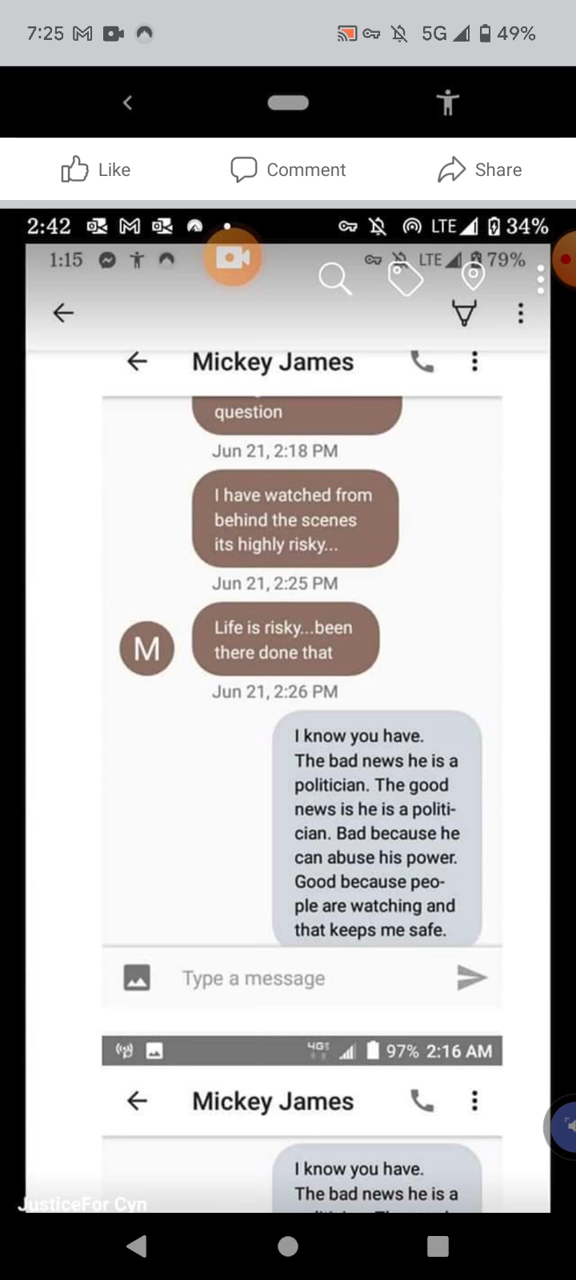 7:25 5G 49%
Like Comment Share
2:42 LTE 34%
1:15 LTE 79%
Mickey James
question
Jun 21, 2:18 PM
I have watched from
behind the scenes
its highly risky...
Jun 21, 2:25 PM
Life is risky...been
there done that
M
Jun 21, 2:26 PM
I know you have.
The bad news he is a
politician. The good
news is he is a politi-
cian. Bad because he
can abuse his power.
Good because peo-
ple are watching and
that keeps me safe.
Type a message
4G 97% 2:16 AM
Mickey James
I know you have.
The bad news he is a
JusticeFor Cyn